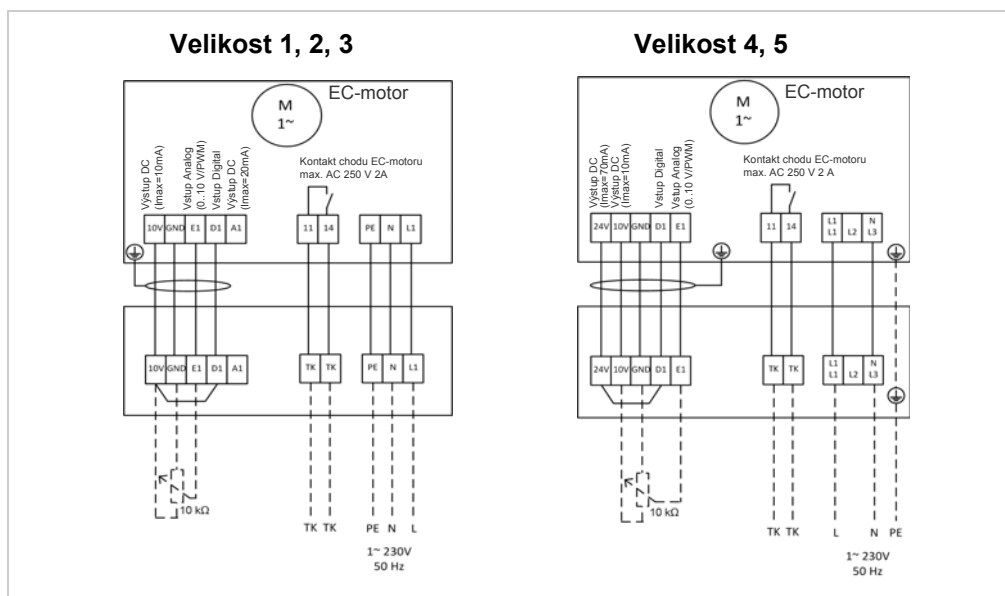 Velikost 1, 2, 3
EC-motor
M
1~
Výstup DC
(Imax=10mA)
Vstup Analog
(0..10 V/PWM)
Vstup Digital
Výstup DC
(Imax=20mA)
Kontakt chodu EC-motoru
max. AC 250 V 2A
10V GND E1 D1 A1
11 14
PE N L1
10V GND E1 D1 A1
TK TK
PE N L1
10 kΩ
TK TK
PE N L
1~ 230V
50 Hz
Velikost 4, 5
EC-motor
M
1~
Výstup DC
(Imax=70mA)
Výstup DC
(Imax=10mA)
Vstup Digital
Vstup Analog
(0..10 V/PWM)
Kontakt chodu EC-motoru
max. AC 250 V 2 A
24V 10V GND D1 E1
11 14
L1 N
L1 L2 L3
24V 10V GND D1 E1
TK TK
L1 N
L1 L2 L3
10 kΩ
TK TK
L N PE
1~ 230V
50 Hz